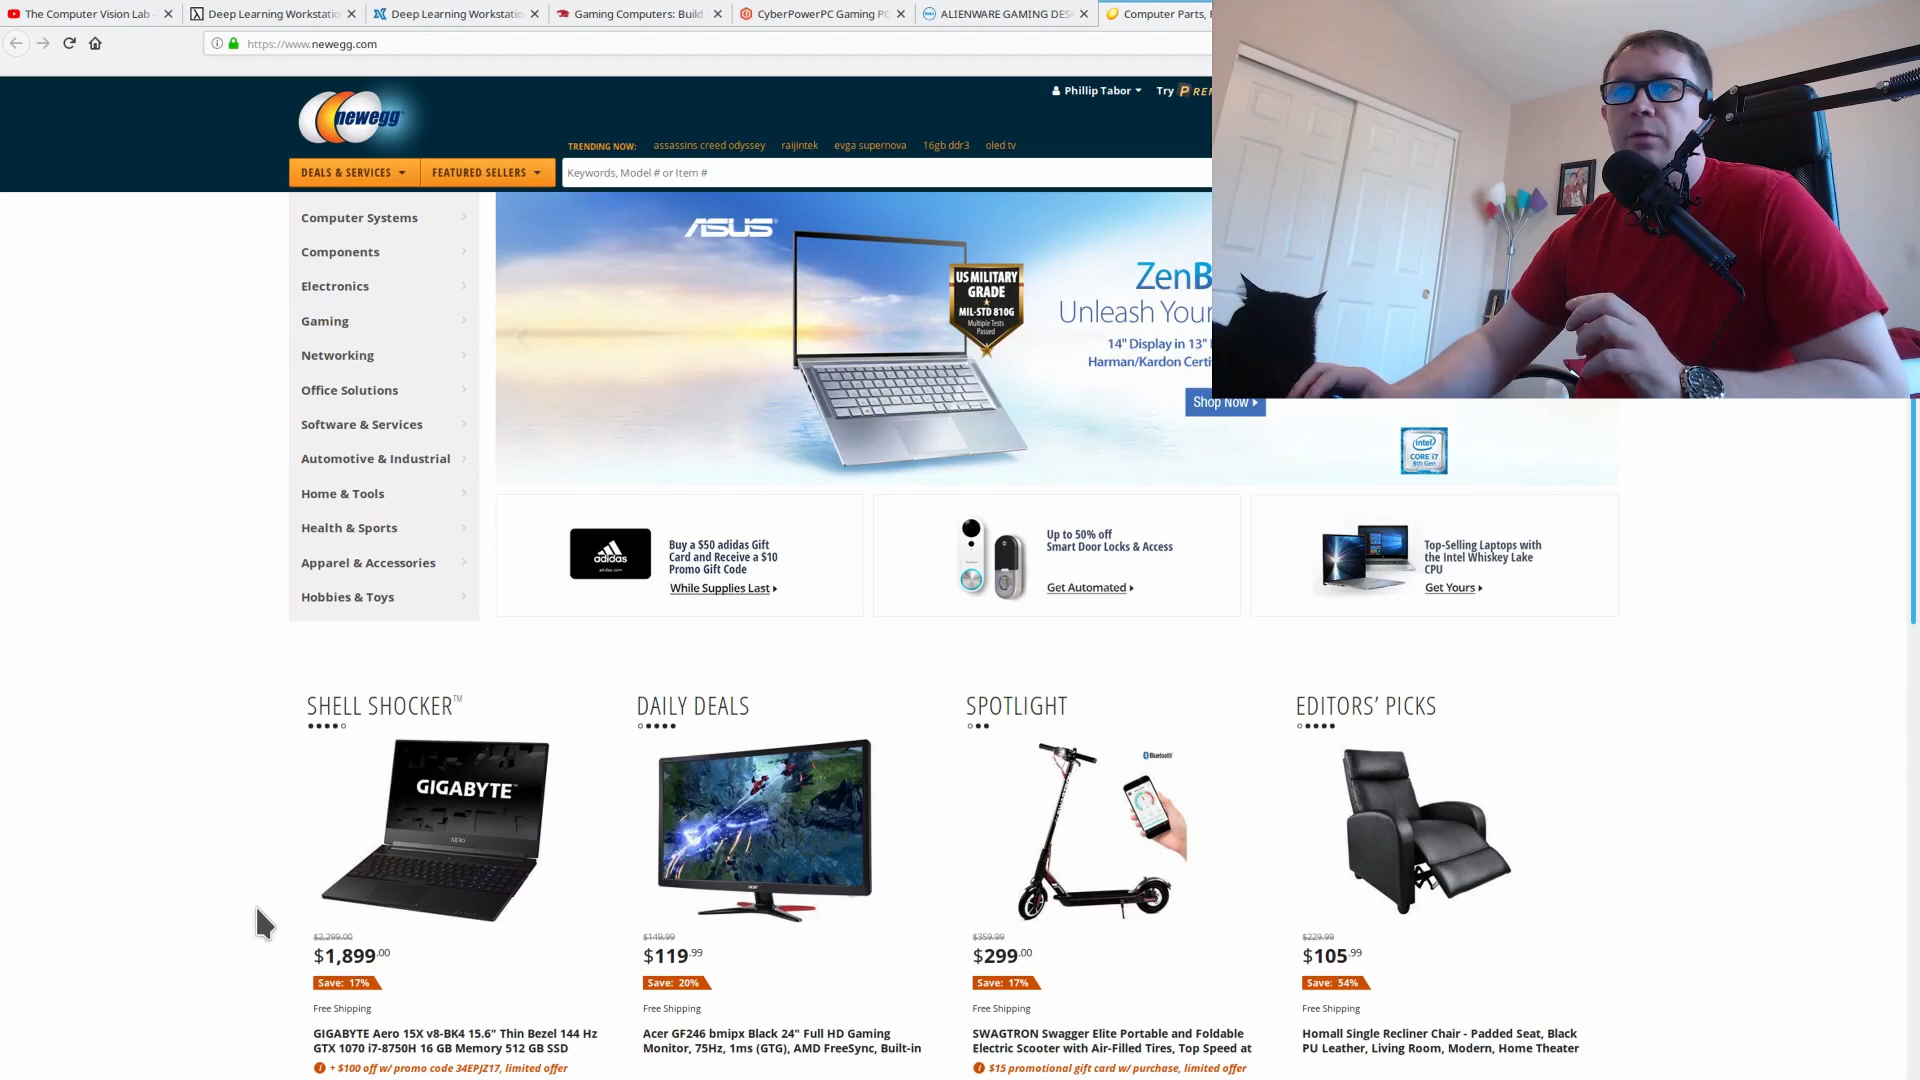 The Computer Vision Lab -
Deep Learning Workstatio
Deep Learning Workstatio
Gaming Computers: Build
CyberPowerPC Gaming PC
ALIENWARE GAMING DES
Computer Parts,
https://www.newegg.com
newegg
Phillip Tabor
Try PREM
TRENDING NOW: assassins creed odyssey raijintek evga supernova 16gb ddr3 oled tv
DEALS & SERVICES
FEATURED SELLERS
Keywords, Model # or Item #
Computer Systems
Components
Electronics
Gaming
Networking
Office Solutions
Software & Services
Automotive & Industrial
Home & Tools
Health & Sports
Apparel & Accessories
Hobbies & Toys
ASUS
US MILITARY
GRADE
MIL-STD 810G
Multiple Tests
Passed
ZenB
Unleash Your
14" Display in 13"
Harman/Kardon Certi
Shop Now
intel
CORE i7
8th Gen
adidas
Buy a $50 adidas Gift
Card and Receive a $10
Promo Gift Code
While Supplies Last
Up to 50% off
Smart Door Locks & Access
Get Automated
Top-Selling Laptops with
the Intel Whiskey Lake
CPU
Get Yours
SHELL SHOCKER™
GIGABYTE™
AERO
$2,299.00
$1,899.00
Save: 17%
Free Shipping
GIGABYTE Aero 15X v8-BK4 15.6" Thin Bezel 144 Hz
GTX 1070 i7-8750H 16 GB Memory 512 GB SSD
+ $100 off w/ promo code 34EPJZ17, limited offer
DAILY DEALS
acer
$149.99
$119.99
Save: 20%
Free Shipping
Acer GF246 bmipx Black 24" Full HD Gaming
Monitor, 75Hz, 1ms (GTG), AMD FreeSync, Built-in
SPOTLIGHT
Bluetooth
$359.99
$299.00
Save: 17%
Free Shipping
SWAGTRON Swagger Elite Portable and Foldable
Electric Scooter with Air-Filled Tires, Top Speed at
$15 promotional gift card w/ purchase, limited offer
EDITORS' PICKS
$229.99
$105.99
Save: 54%
Free Shipping
Homall Single Recliner Chair - Padded Seat, Black
PU Leather, Living Room, Modern, Home Theater